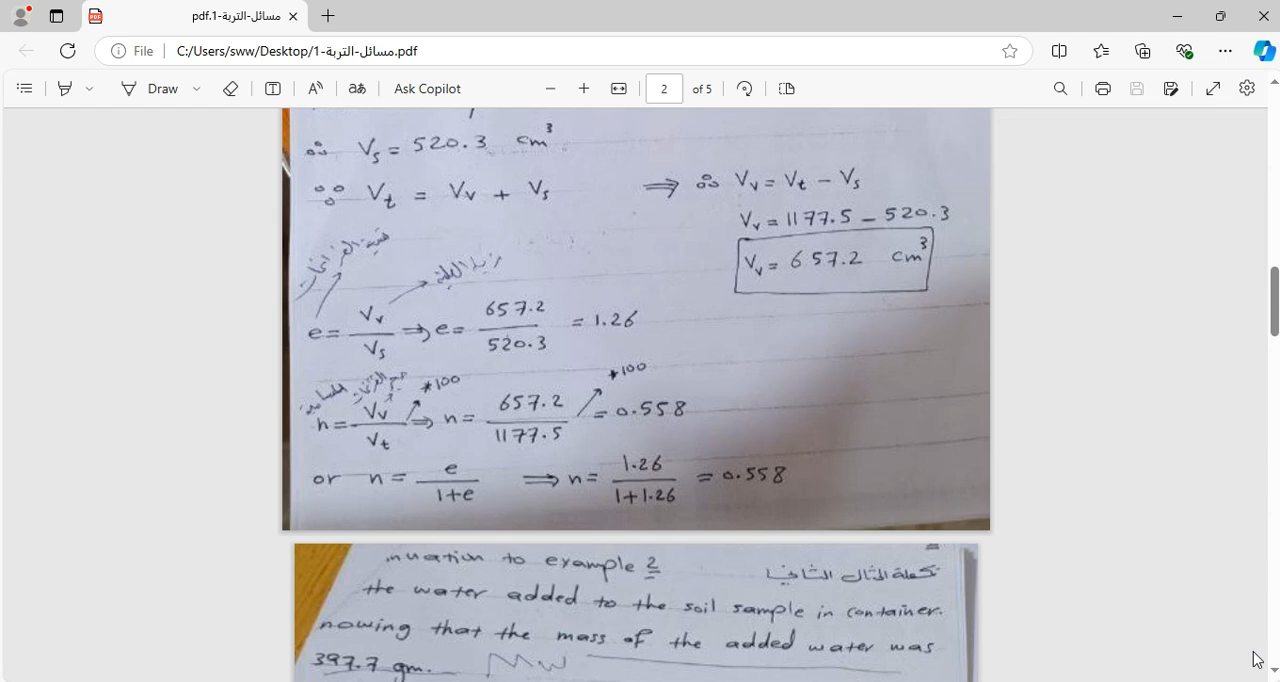 مسائل-التربة-1.pdf
File C:/Users/sww/Desktop/1-مسائل-التربة.pdf
Draw aあ Ask Copilot 2 of 5
∴ Vs = 520.3 cm³
∵ Vt = Vv + Vs ⟹ ∴ Vv = Vt − Vs
Vv = 1177.5 − 520.3
Vv = 657.2 cm³
e = Vv/Vs ⟹ e = 657.2/520.3 = 1.26
*100 *100
n = Vv/Vt ⟹ n = 657.2/1177.5 = 0.558
or n = e/1+e ⟹ n = 1.26/1+1.26 = 0.558
nuation to example 2 تكملة المثال الثاني
the water added to the soil sample in container.
nowing that the mass of the added water was
397.7 gm. Mw